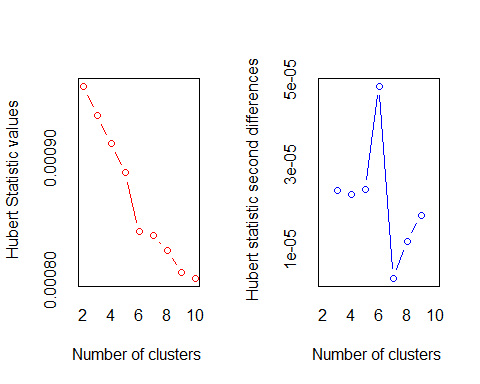 Hubert Statistic values
0.00080 0.00090
2 4 6 8 10
Number of clusters
Hubert statistic second differences
1e-05 3e-05 5e-05
2 4 6 8 10
Number of clusters